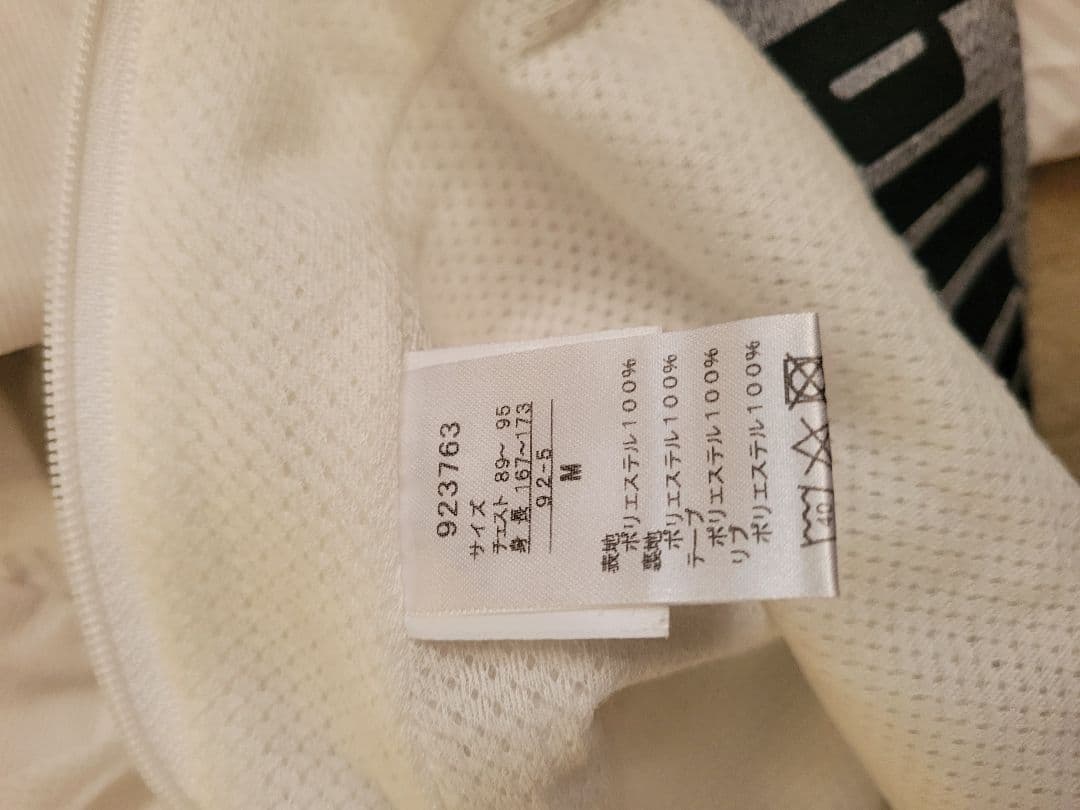 923763
サイズ
チェスト 89~ 95
身 長 167~173
92-5
M
表地
ポリエステル100%
裏地
ポリエステル100%
テープ
ポリエステル100%
リブ
ポリエステル100%
40